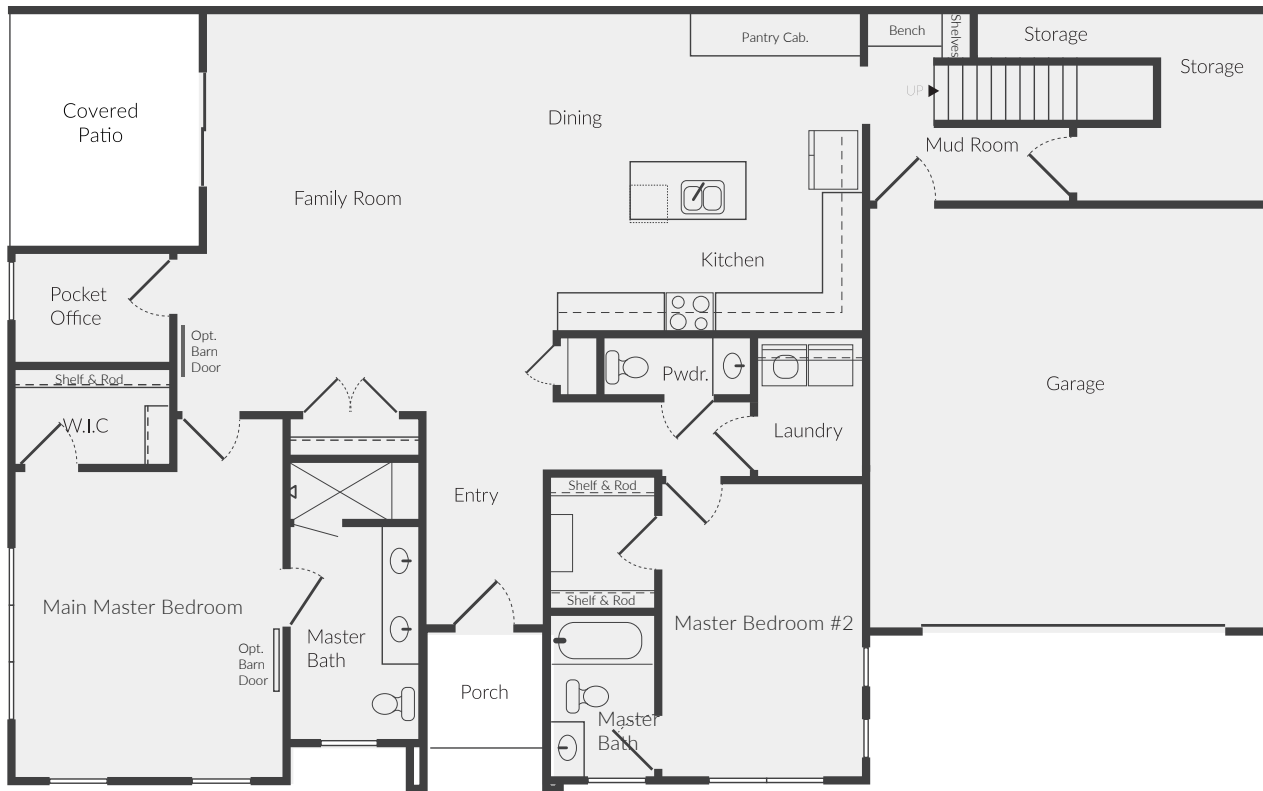 Pantry Cab.
Bench
Shelves
Storage
Storage
UP
Covered
Patio
Dining
Mud Room
Family Room
Kitchen
Pocket
Office
Opt.
Barn
Door
Shelf & Rod
W.I.C
Pwdr.
Garage
Laundry
Entry
Shelf & Rod
Shelf & Rod
Main Master Bedroom
Master
Bath
Opt.
Barn
Door
Master Bedroom #2
Porch
Master
Bath